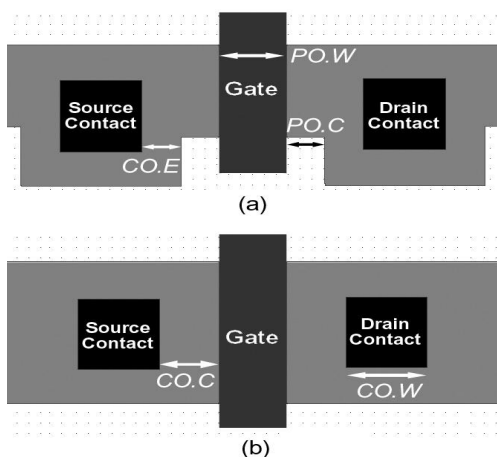 PO.W
Source
Contact
Gate
Drain
Contact
PO.C
CO.E
(a)
Source
Contact
Gate
Drain
Contact
CO.C
CO.W
(b)